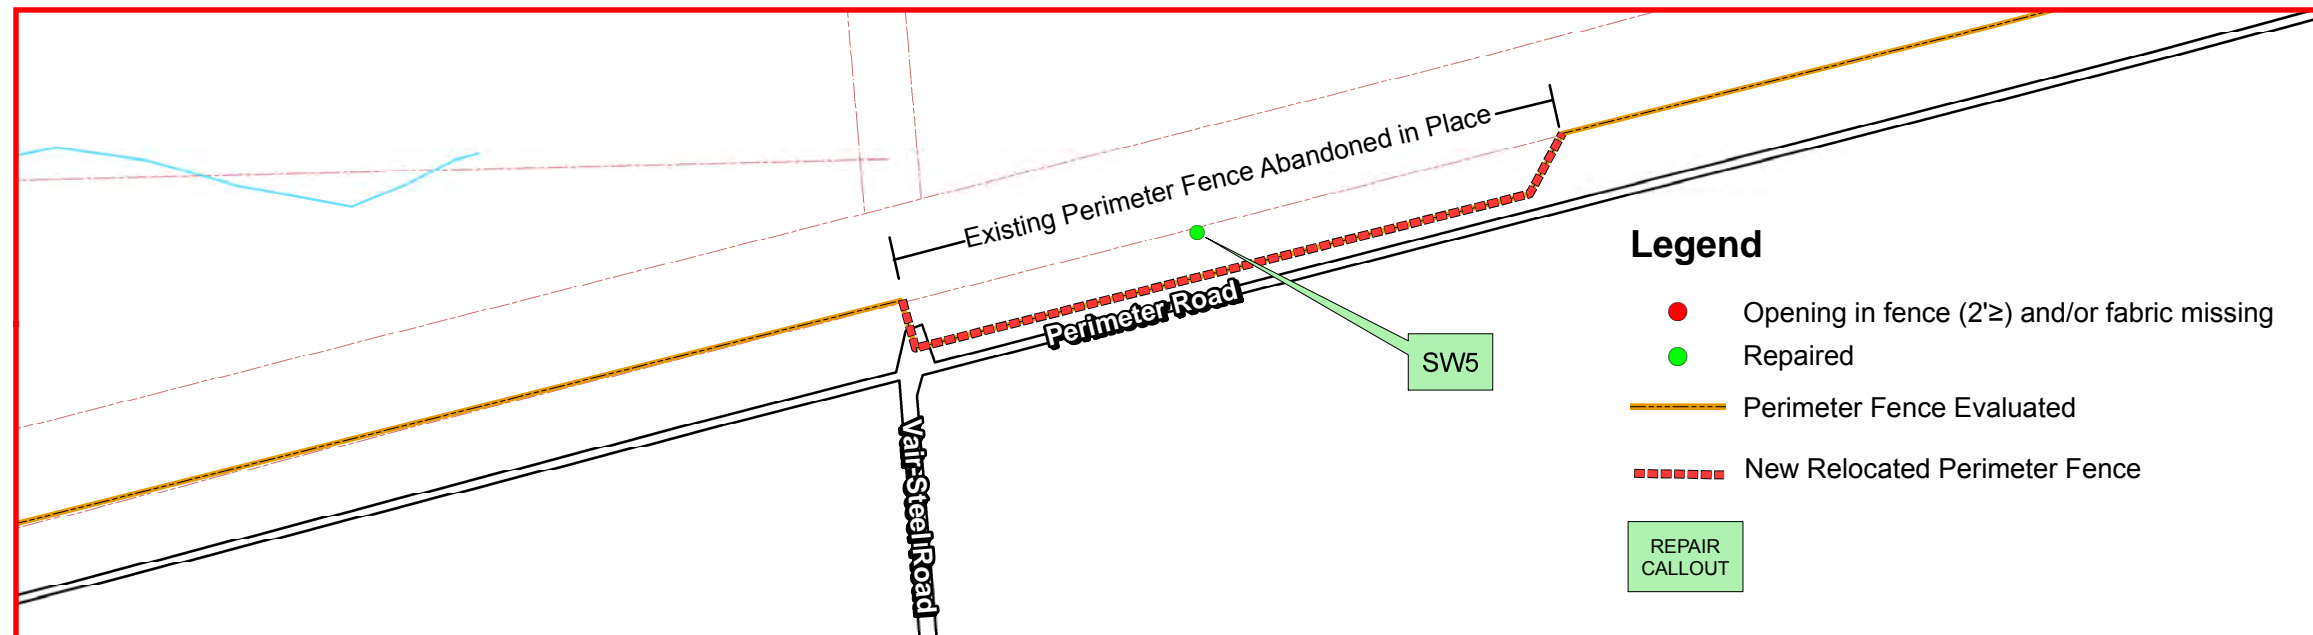 Existing Perimeter Fence Abandoned in Place
Perimeter Road
Vair-Steel Road
SW5
Legend
Opening in fence (2'≥) and/or fabric missing
Repaired
Perimeter Fence Evaluated
New Relocated Perimeter Fence
REPAIR
CALLOUT